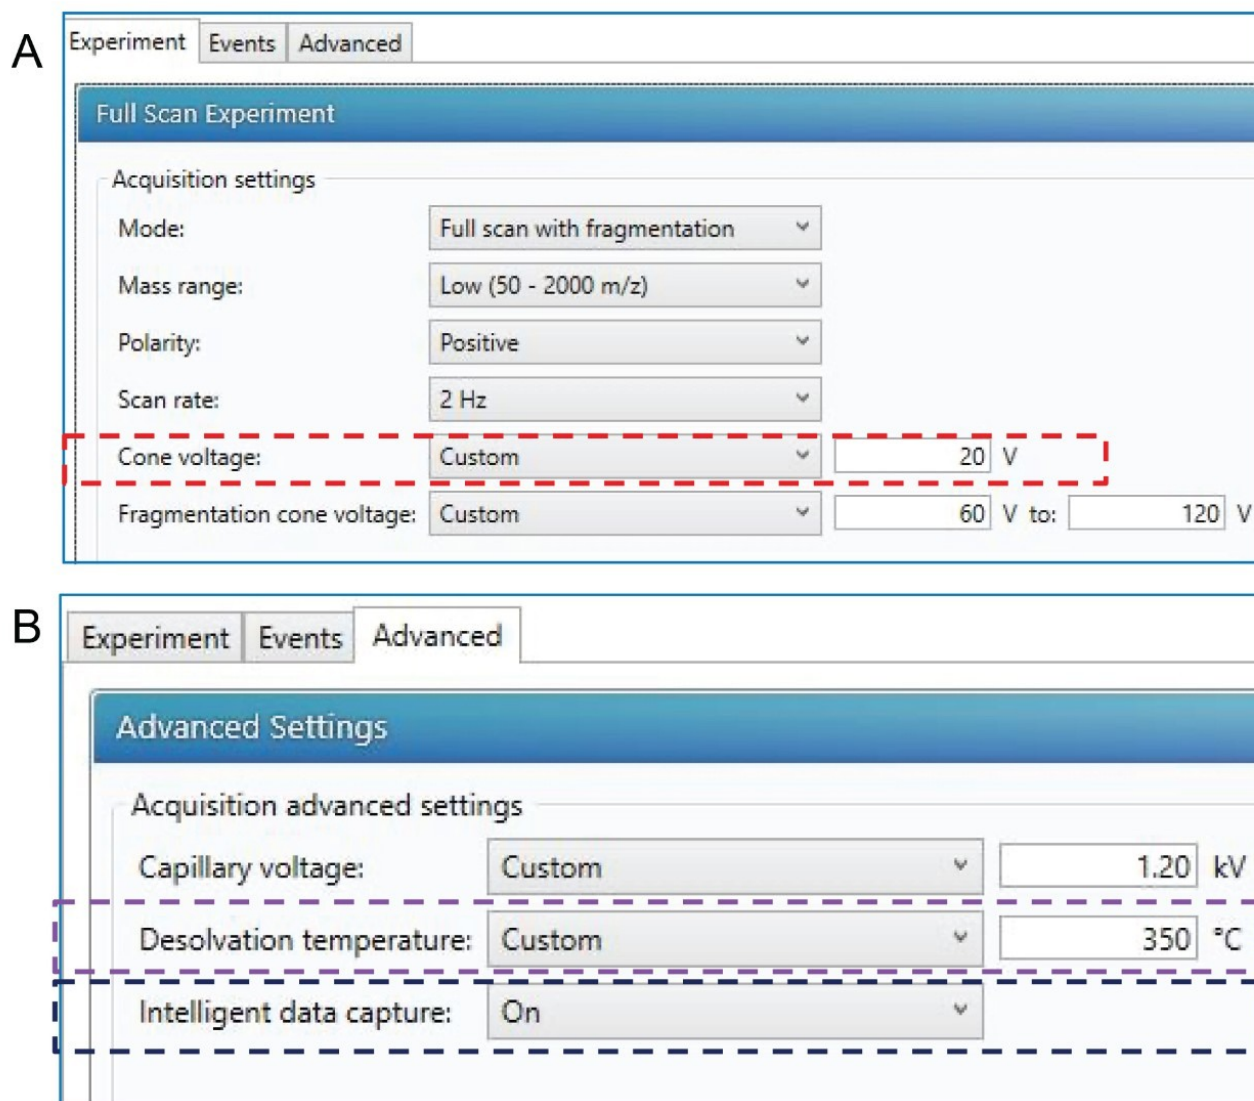 A
Experiment Events Advanced
Full Scan Experiment
Acquisition settings
Mode: Full scan with fragmentation
Mass range: Low (50 - 2000 m/z)
Polarity: Positive
Scan rate: 2 Hz
Cone voltage: Custom 20 V
Fragmentation cone voltage: Custom 60 V to: 120 V
B
Experiment Events Advanced
Advanced Settings
Acquisition advanced settings
Capillary voltage: Custom 1.20 kV
Desolvation temperature: Custom 350 °C
Intelligent data capture: On